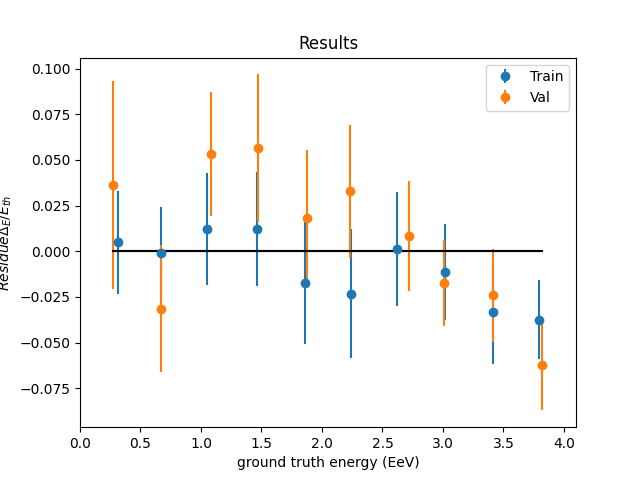 Results
Train
Val
0.100
0.075
0.050
0.025
0.000
−0.025
−0.050
−0.075
ResidueΔ_E/E_th
0.0 0.5 1.0 1.5 2.0 2.5 3.0 3.5 4.0
ground truth energy (EeV)